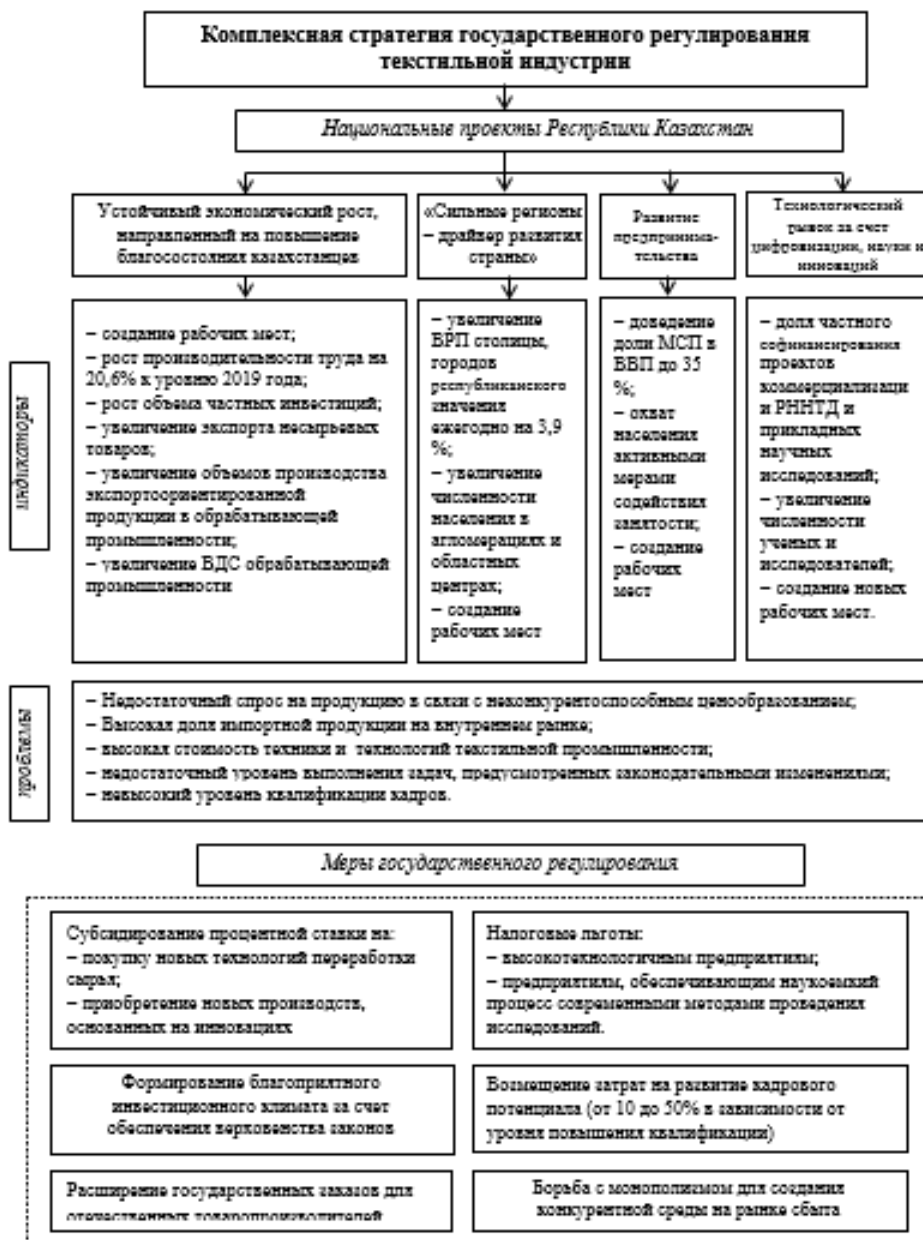 Комплексная стратегия государственного регулирования
текстильной индустрии
Национальные проекты Республики Казахстан
Устойчивый экономический рост,
направленный на повышение
благосостояния казахстанцев
«Сильные регионы
– драйвер развития
страны»
Развитие
предпринима-
тельства
Технологический
рывок за счет
цифровизации, науки и
инноваций
индикаторы
– создание рабочих мест;
– рост производительности труда на
20,6% к уровню 2019 года;
– рост объема частных инвестиций;
– увеличение экспорта несырьевых
товаров;
– увеличение объемов производства
экспортоориентированной
продукции в обрабатывающей
промышленности;
– увеличение ВДС обрабатывающей
промышленности
– увеличение
ВРП столицы,
городов
республиканского
значения
ежегодно на 3,9
%;
– увеличение
численности
населения в
агломерациях и
областных
центрах;
– создание
рабочих мест
– доведение
доли МСП в
ВВП до 35
%;
– охват
населения
активными
мерами
содействия
занятости;
– создание
рабочих
мест
– доля частного
софинансирования
проектов
коммерциализаци
и РННТД и
прикладных
научных
исследований;
– увеличение
численности
ученых и
исследователей;
– создание новых
рабочих мест.
проблемы
– Недостаточный спрос на продукцию в связи с неконкурентоспособным ценообразованием;
– Высокая доля импортной продукции на внутреннем рынке;
– высокая стоимость техники и технологий текстильной промышленности;
– недостаточный уровень выполнения задач, предусмотренных законодательными изменениями;
– невысокий уровень квалификации кадров.
Меры государственного регулирования
Субсидирование процентной ставки на:
– покупку новых технологий переработки
сырья;
– приобретение новых производств,
основанных на инновациях
Налоговые льготы:
– высокотехнологичным предприятиям;
– предприятиям, обеспечивающим наукоемкий
процесс современными методами проведения
исследований.
Формирование благоприятного
инвестиционного климата за счет
обеспечения верховенства законов
Возмещение затрат на развитие кадрового
потенциала (от 10 до 50% в зависимости от
уровня повышения квалификации)
Расширение государственных заказов для
отечественных товаропроизводителей
Борьба с монополизмом для создания
конкурентной среды на рынке сбыта